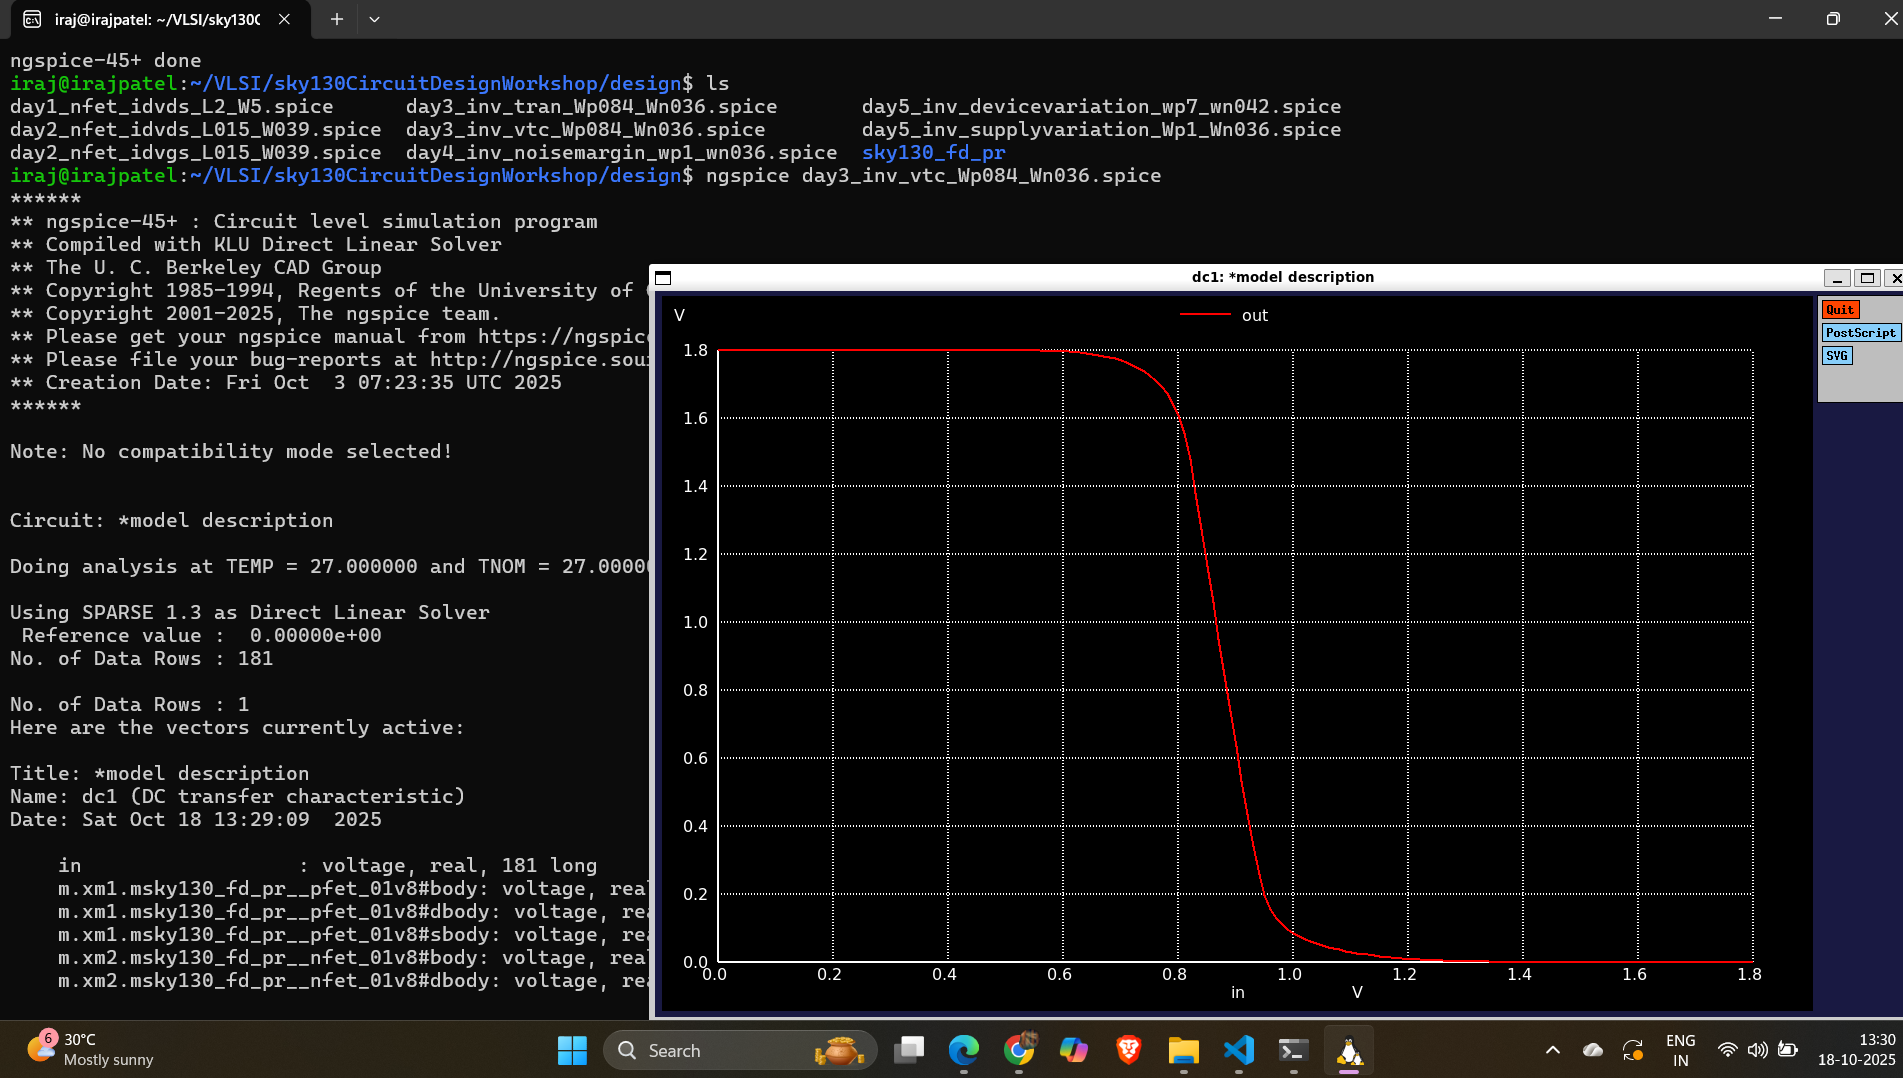 iraj@irajpatel: ~/VLSI/sky130C
ngspice-45+ done
iraj@irajpatel:~/VLSI/sky130CircuitDesignWorkshop/design$ ls
day1_nfet_idvds_L2_W5.spice day3_inv_tran_Wp084_Wn036.spice day5_inv_devicevariation_wp7_wn042.spice
day2_nfet_idvds_L015_W039.spice day3_inv_vtc_Wp084_Wn036.spice day5_inv_supplyvariation_Wp1_Wn036.spice
day2_nfet_idvgs_L015_W039.spice day4_inv_noisemargin_wp1_wn036.spice sky130_fd_pr
iraj@irajpatel:~/VLSI/sky130CircuitDesignWorkshop/design$ ngspice day3_inv_vtc_Wp084_Wn036.spice
******
** ngspice-45+ : Circuit level simulation program
** Compiled with KLU Direct Linear Solver
** The U. C. Berkeley CAD Group
** Copyright 1985-1994, Regents of the University of
** Copyright 2001-2025, The ngspice team.
** Please get your ngspice manual from https://ngspice
** Please file your bug-reports at http://ngspice.sou
** Creation Date: Fri Oct  3 07:23:35 UTC 2025
******
Note: No compatibility mode selected!
Circuit: *model description
Doing analysis at TEMP = 27.000000 and TNOM = 27.0000
Using SPARSE 1.3 as Direct Linear Solver
Reference value :  0.00000e+00
No. of Data Rows : 181
No. of Data Rows : 1
Here are the vectors currently active:
Title: *model description
Name: dc1 (DC transfer characteristic)
Date: Sat Oct 18 13:29:09  2025
in : voltage, real, 181 long
m.xm1.msky130_fd_pr__pfet_01v8#body: voltage, real
m.xm1.msky130_fd_pr__pfet_01v8#dbody: voltage, re
m.xm1.msky130_fd_pr__pfet_01v8#sbody: voltage, re
m.xm2.msky130_fd_pr__nfet_01v8#body: voltage, real
m.xm2.msky130_fd_pr__nfet_01v8#dbody: voltage, re
dc1: *model description
V
out
Quit
PostScript
SVG
1.8
1.6
1.4
1.2
1.0
0.8
0.6
0.4
0.2
0.0
0.0 0.2 0.4 0.6 0.8 1.0 1.2 1.4 1.6 1.8
in V
6
30°C
Mostly sunny
Search
ENG
IN
13:30
18-10-2025